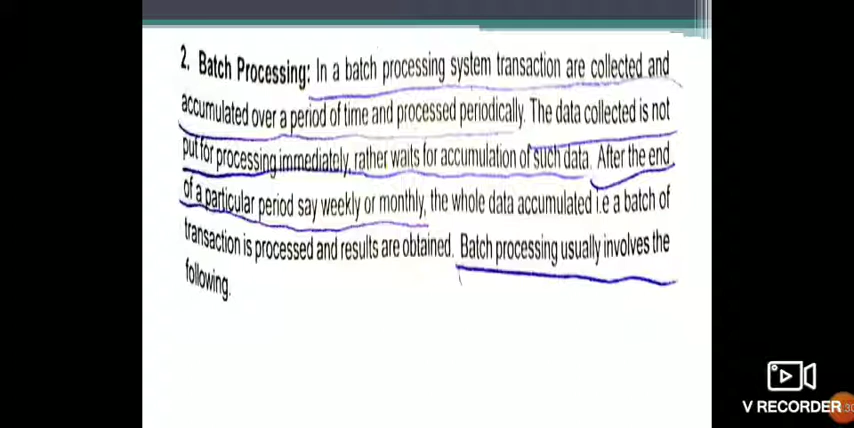 2. Batch Processing: In a batch processing system transaction are collected and
accumulated over a period of time and processed periodically. The data collected is not
put for processing immediately, rather waits for accumulation of such data. After the end
of a particular period say weekly or monthly, the whole data accumulated i.e a batch of
transaction is processed and results are obtained. Batch processing usually involves the
following.
V RECORDER